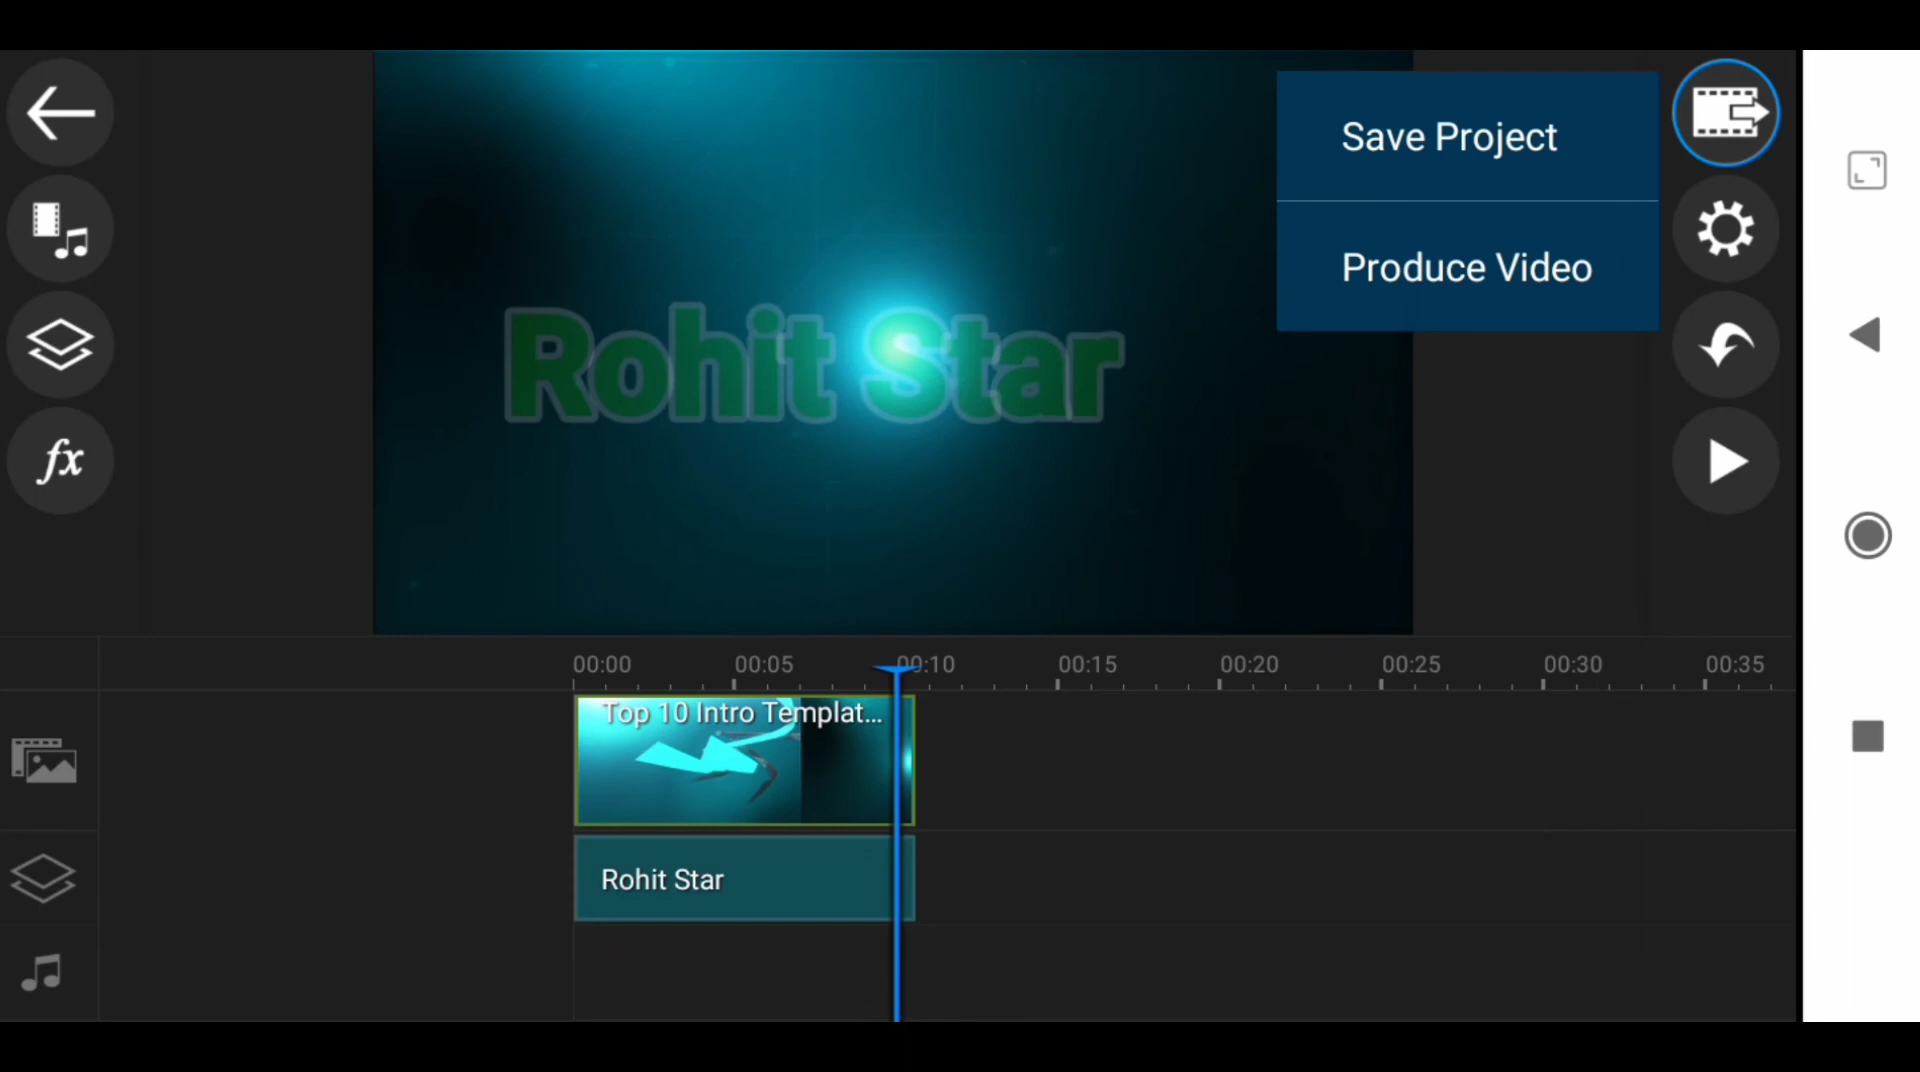 Save Project
Produce Video
Rohit Star
fx
00:00 00:05 00:10 00:15 00:20 00:25 00:30 00:35
Top 10 Intro Templat...
Rohit Star